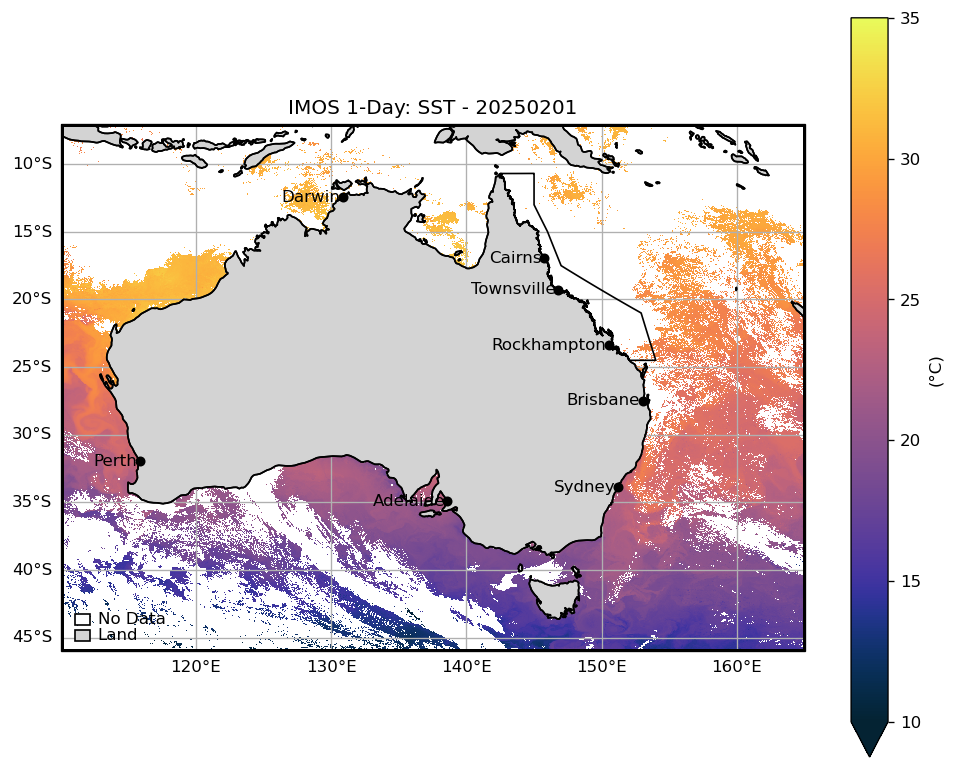 IMOS 1-Day: SST - 20250201
35
30
25
20
15
10
(°C)
10°S
15°S
20°S
25°S
30°S
35°S
40°S
45°S
Darwin
Cairns
Townsville
Rockhampton
Brisbane
Perth
Sydney
Adelaide
No Data
Land
120°E
130°E
140°E
150°E
160°E